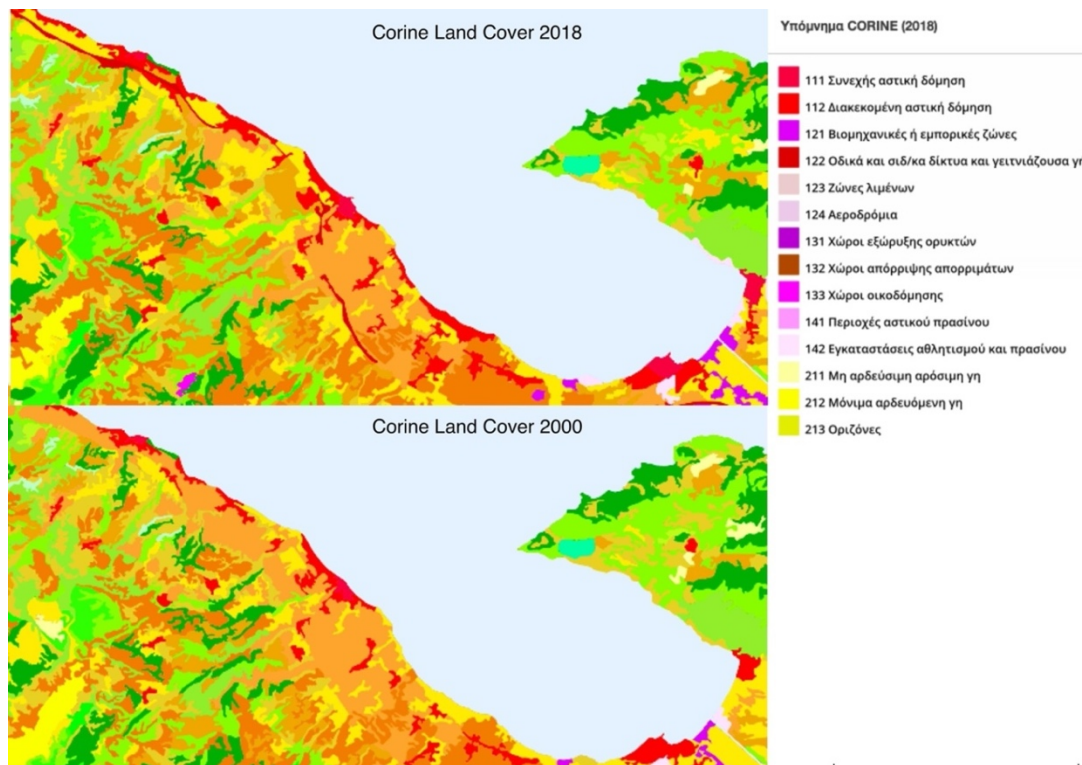 Corine Land Cover 2018
Corine Land Cover 2000
Υπόμνημα CORINE (2018)
111 Συνεχής αστική δόμηση
112 Διακεκομένη αστική δόμηση
121 Βιομηχανικές ή εμπορικές ζώνες
122 Οδικά και σιδ/κα δίκτυα και γειτνιάζουσα γη
123 Ζώνες λιμένων
124 Αεροδρόμια
131 Χώροι εξώρυξης ορυκτών
132 Χώροι απόρριψης απορριμάτων
133 Χώροι οικοδόμησης
141 Περιοχές αστικού πρασίνου
142 Εγκαταστάσεις αθλητισμού και πρασίνου
211 Μη αρδεύσιμη αρόσιμη γη
212 Μόνιμα αρδευόμενη γη
213 Οριζόνες